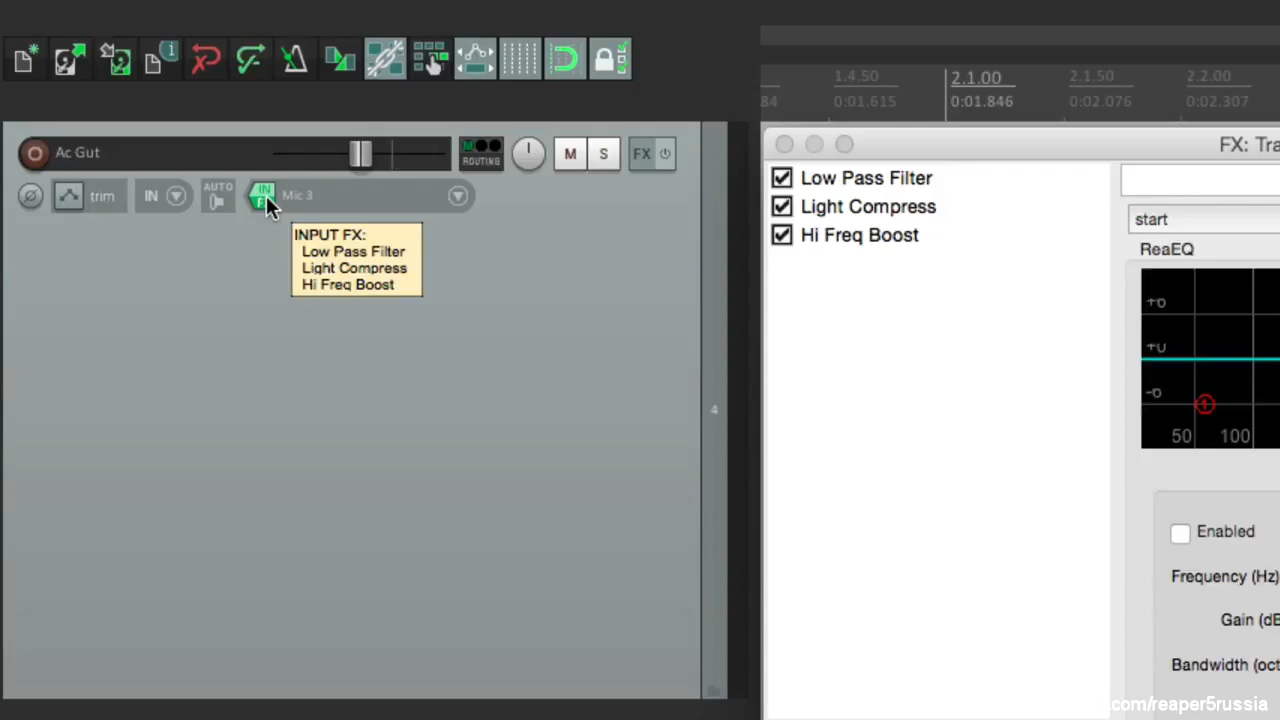 1.4.50
2.1.00
2.1.50
2.2.00
84
0:01.615
0:01.846
0:02.076
0:02.307
Ac Gut
M
ROUTING
M
S
FX
trim
IN
AUTO
IN
F
Mic 3
INPUT FX:
Low Pass Filter
Light Compress
Hi Freq Boost
4
FX: Tra
Low Pass Filter
Light Compress
Hi Freq Boost
start
ReaEQ
50
100
Enabled
Frequency (Hz)
Gain (dB
Bandwidth (oct
.com/reaper5russia